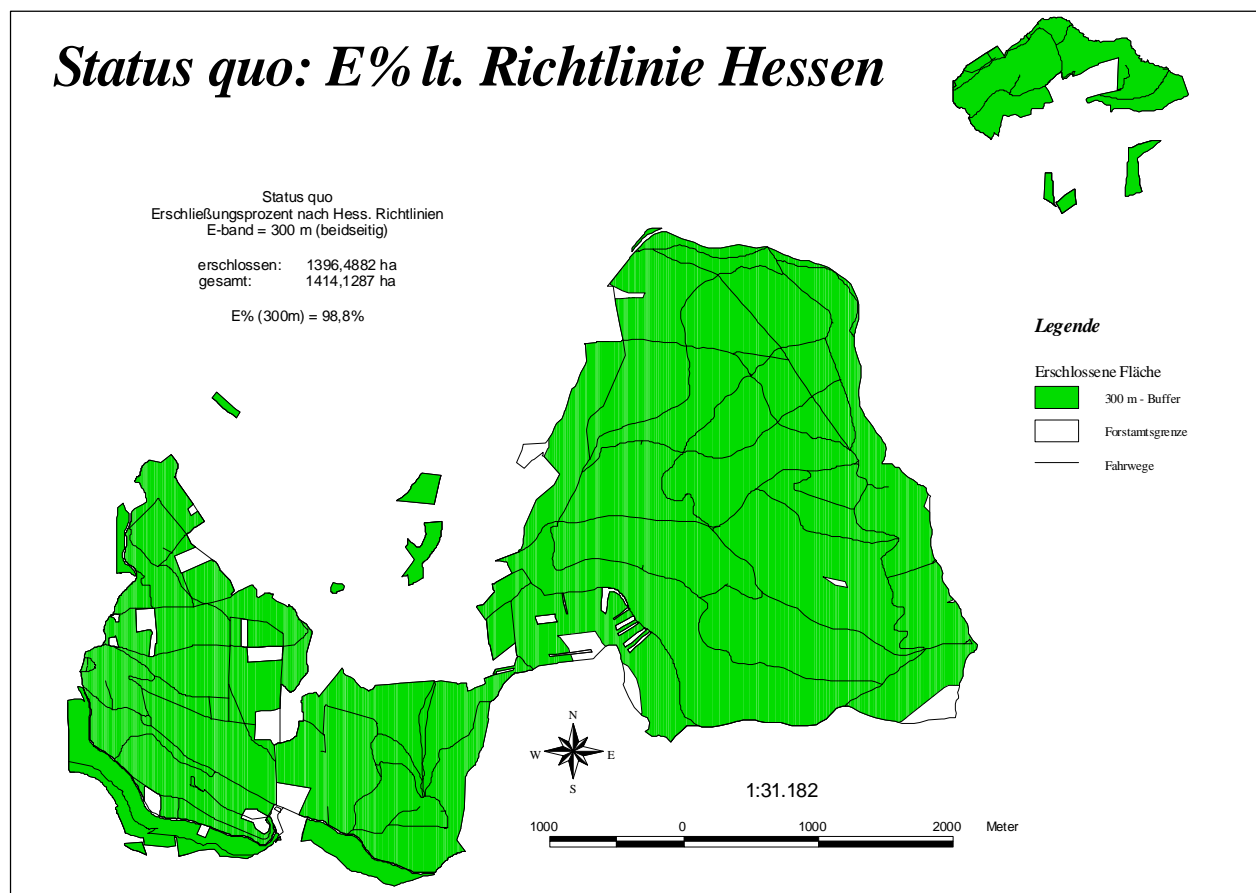 Status quo: E% lt. Richtlinie Hessen
Status quo
Erschließungsprozent nach Hess. Richtlinien
E-band = 300 m (beidseitig)
erschlossen: 1396,4882 ha
gesamt: 1414,1287 ha
E% (300m) = 98,8%
Legende
Erschlossene Fläche
300 m - Buffer
Forstamtsgrenze
Fahrwege
N
W E
S
1:31.182
1000 0 1000 2000 Meter